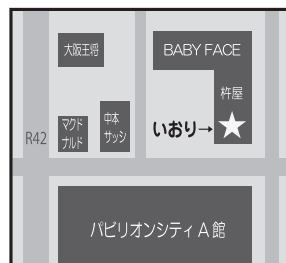 大阪王将
BABY FACE
杵屋
マクド
ナルド
中本
サッシ
いおり→
R42
パビリオンシティA館